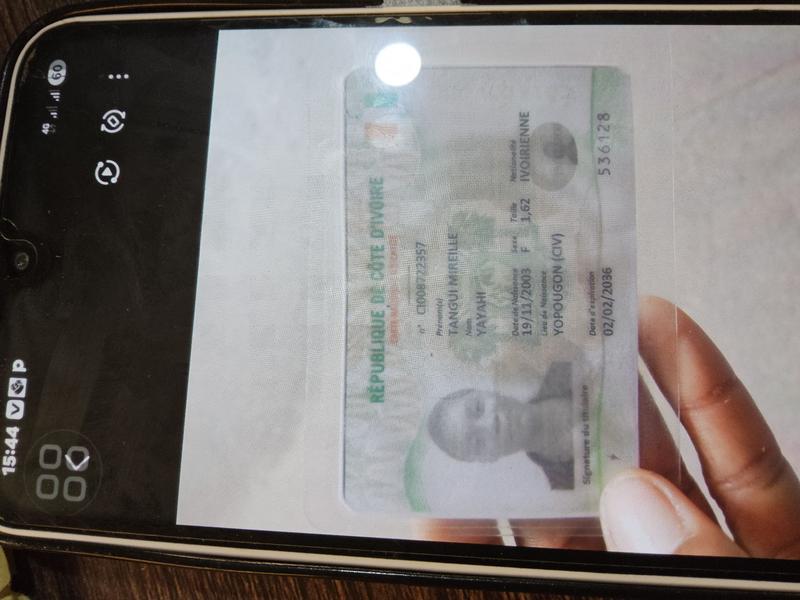 15:44
4G 60
RÉPUBLIQUE DE CÔTE D'IVOIRE
n° CI008722357
Prénom(s)
TANGUI MIREILLE
Nom
YAYAHI
Date de Naissance Sexe Taille Nationalité
19/11/2003 F 1,62 IVOIRIENNE
Lieu de Naissance
YOPOUGON (CIV)
Date d'expiration
02/02/2036
Signature du titulaire
536128